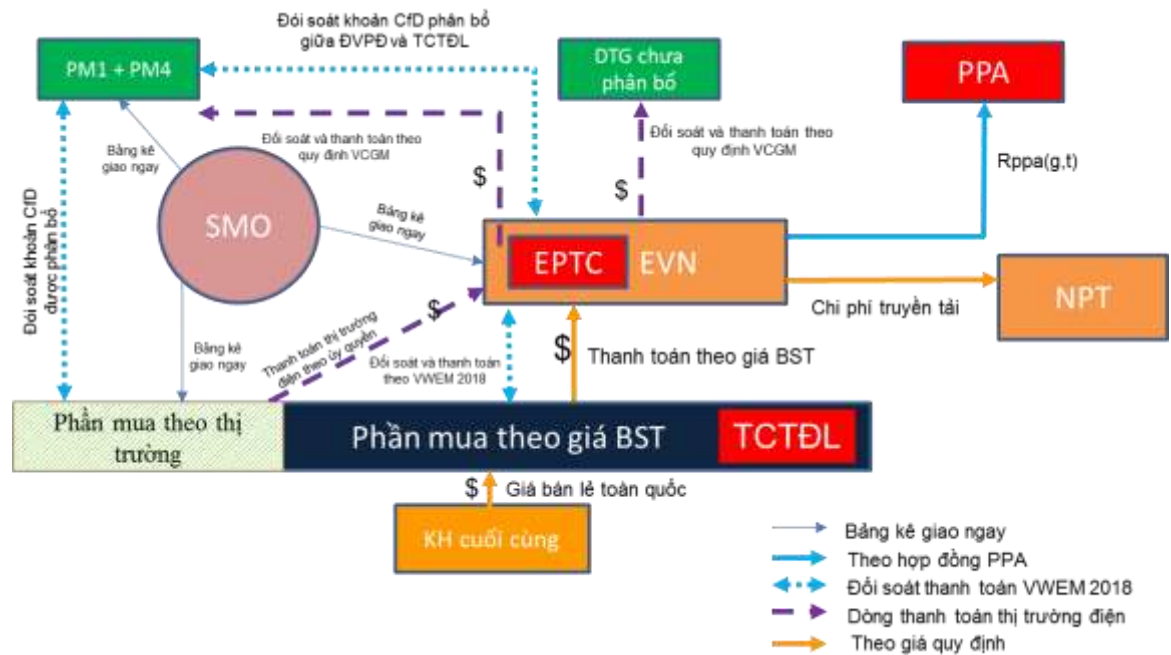 Đói soát khoản CfD phân bổ
giữa ĐVPĐ và TCTĐL
PM1 + PM4
DTG chưa
phân bổ
PPA
Bảng kê
giao ngay
Đối soát và thanh toán theo
quy định VCGM
Đối soát và thanh toán theo
quy định VCGM
$
$
Rppa(g,t)
Đói soát khoản CfD
được phân bổ
SMO
Bảng kê
giao ngay
EPTC
EVN
NPT
Chi phí truyền tải
$
Thanh toán thị trường
điện theo ủy quyền
Bảng kê
giao ngay
Đối soát và thanh toán
theo VWEM 2018
$
Thanh toán theo giá BST
Phần mua theo thị
trường
Phần mua theo giá BST
TCTĐL
$
Giá bán lẻ toàn quốc
KH cuối cùng
Bảng kê giao ngay
Theo hợp đồng PPA
Đối soát thanh toán VWEM 2018
Dòng thanh toán thị trường điện
Theo giá quy định